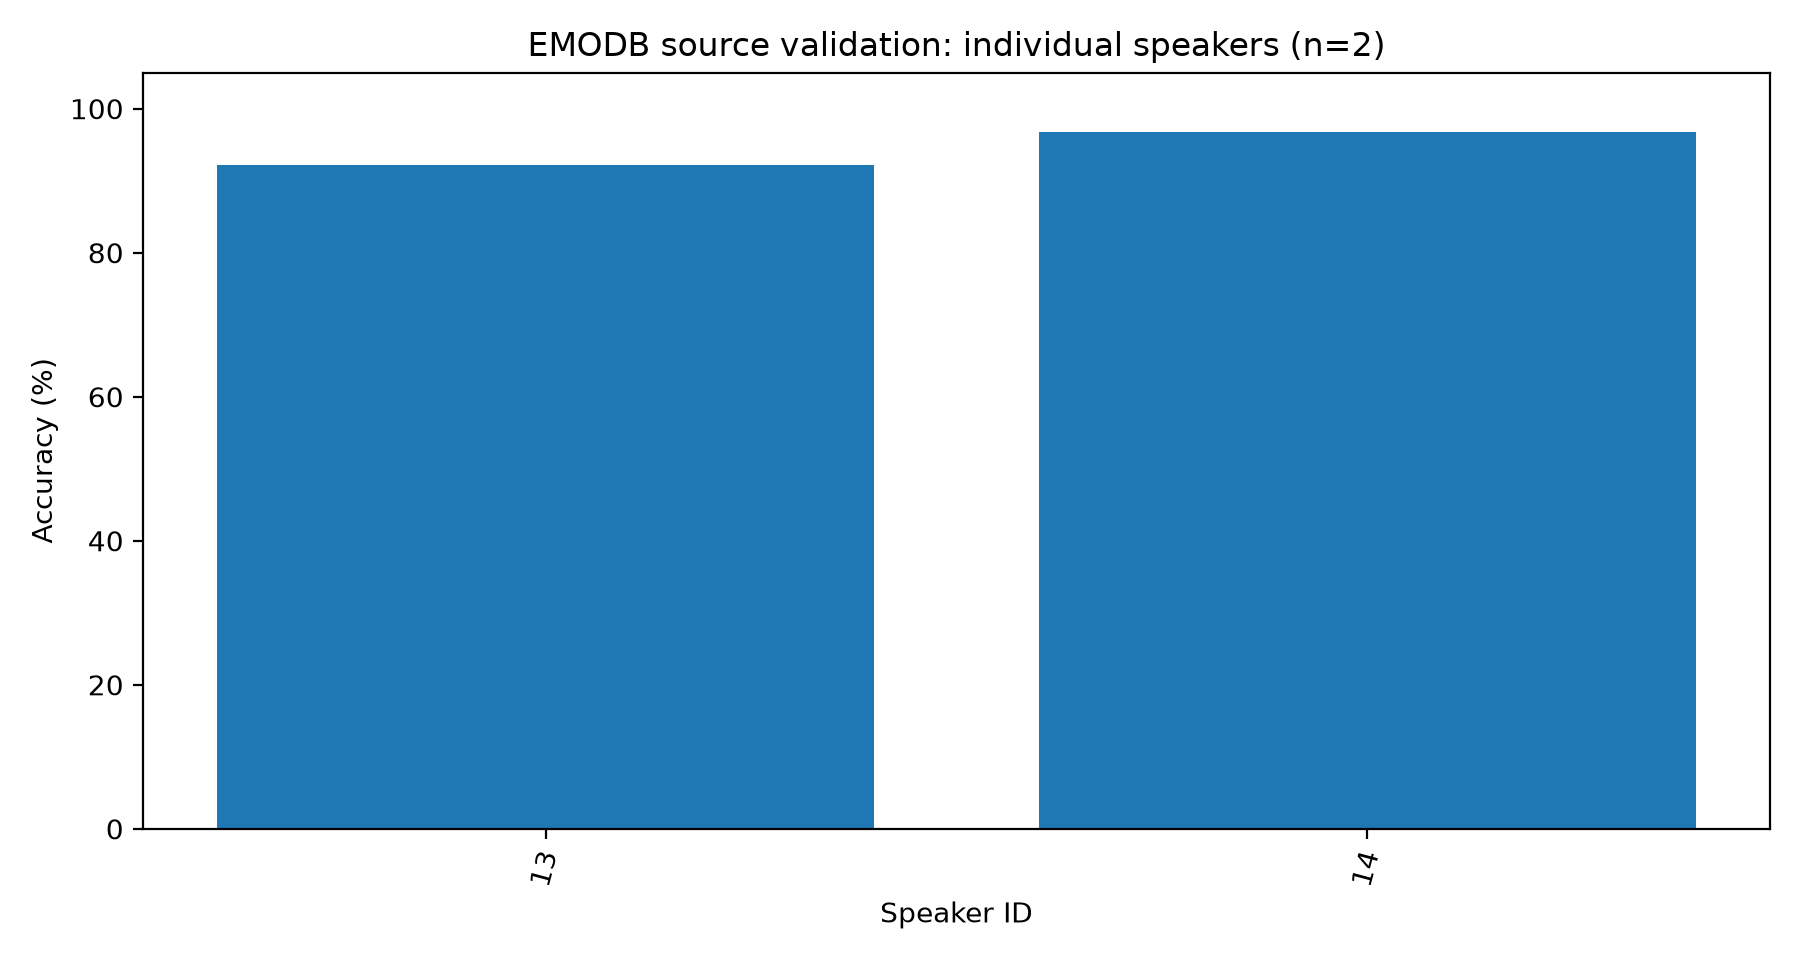 EMODB source validation: individual speakers (n=2)
Accuracy (%)
100
80
60
40
20
0
13
14
Speaker ID